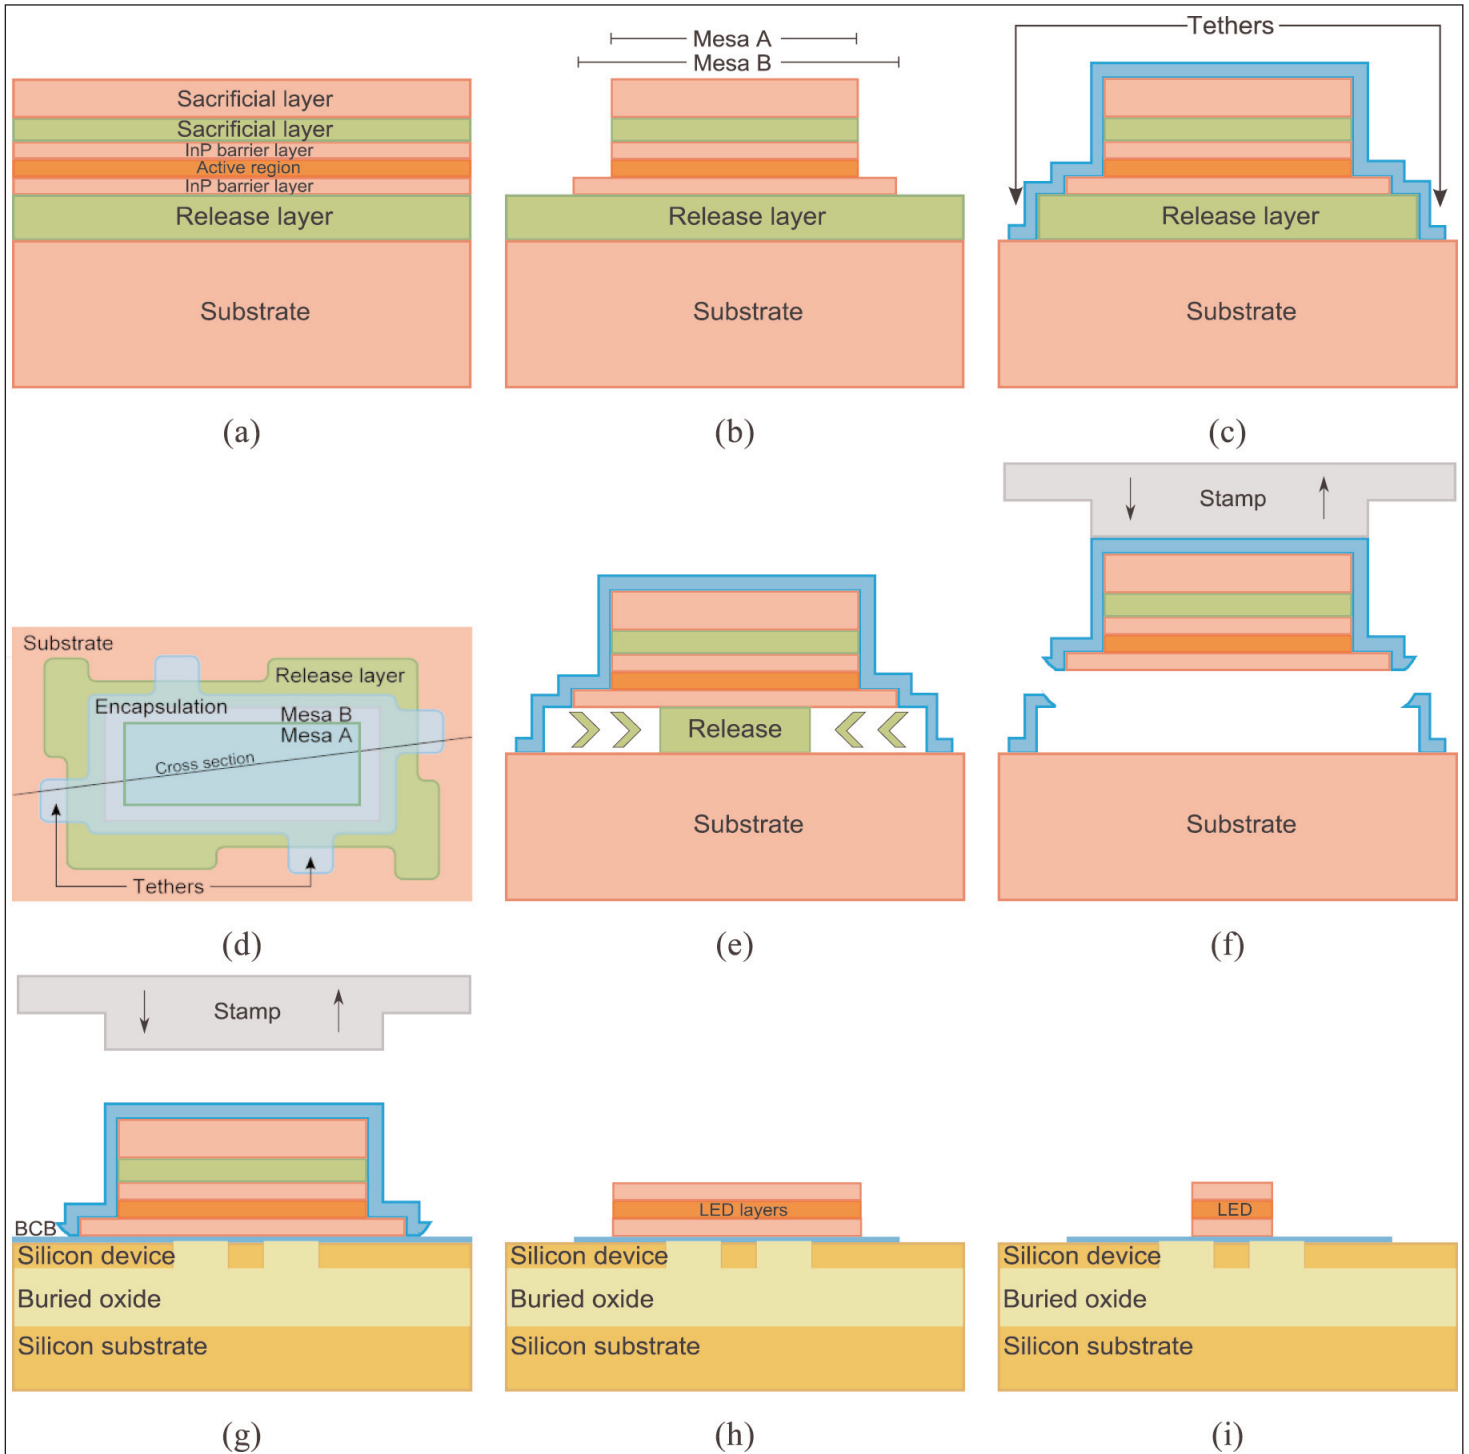 Sacrificial layer
Sacrificial layer
InP barrier layer
Active region
InP barrier layer
Release layer
Substrate
(a)
Mesa A
Mesa B
Release layer
Substrate
(b)
Tethers
Release layer
Substrate
(c)
Substrate
Release layer
Encapsulation
Mesa B
Mesa A
Cross section
Tethers
(d)
Release
Substrate
(e)
Stamp
Substrate
(f)
Stamp
BCB
Silicon device
Buried oxide
Silicon substrate
(g)
LED layers
Silicon device
Buried oxide
Silicon substrate
(h)
LED
Silicon device
Buried oxide
Silicon substrate
(i)